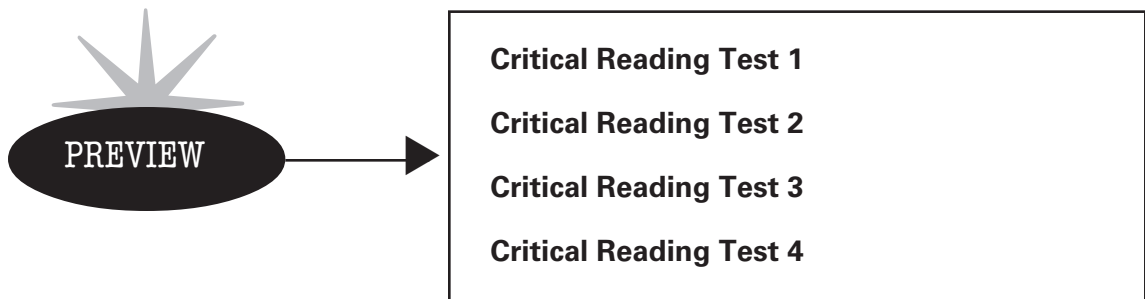 PREVIEW
Critical Reading Test 1
Critical Reading Test 2
Critical Reading Test 3
Critical Reading Test 4